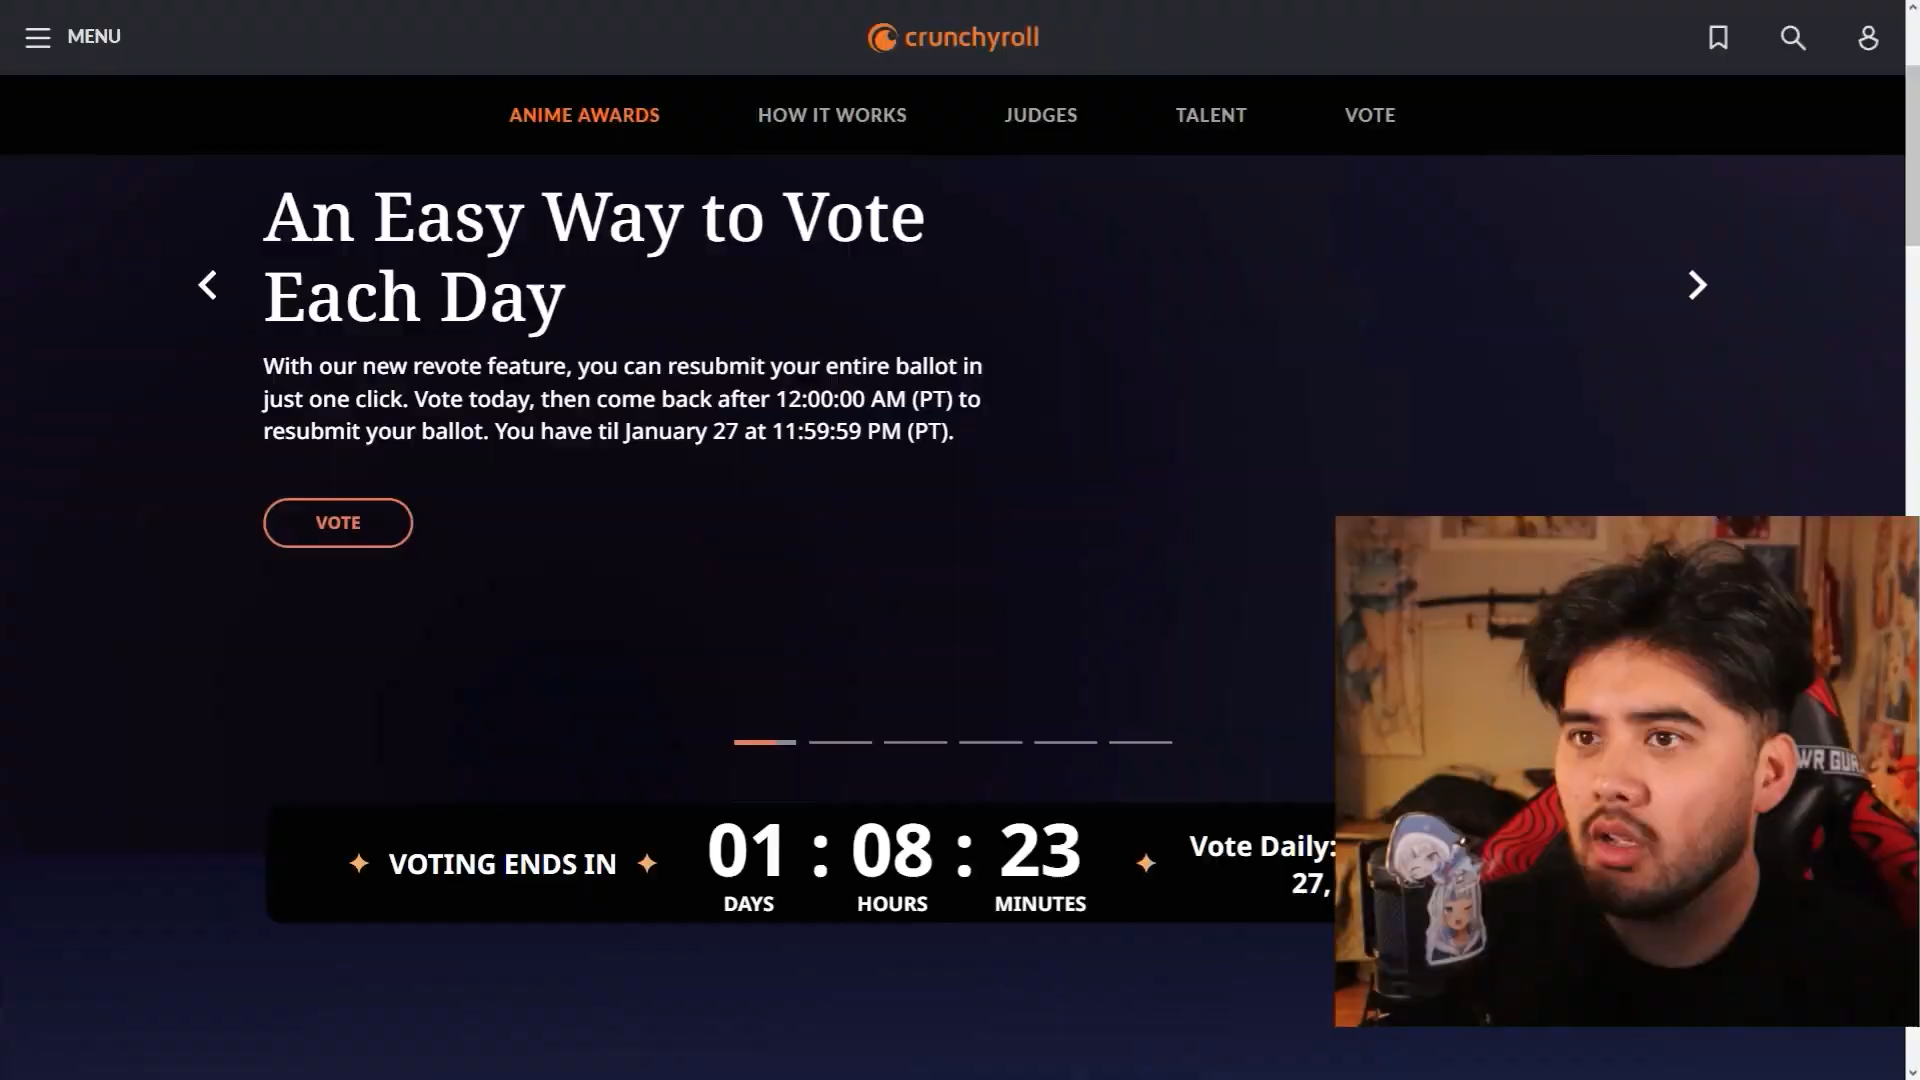 MENU
crunchyroll
ANIME AWARDS
HOW IT WORKS
JUDGES
TALENT
VOTE
An Easy Way to Vote
Each Day
With our new revote feature, you can resubmit your entire ballot in
just one click. Vote today, then come back after 12:00:00 AM (PT) to
resubmit your ballot. You have til January 27 at 11:59:59 PM (PT).
VOTE
VOTING ENDS IN
01 : 08 : 23
DAYS HOURS MINUTES
Vote Daily:
27,